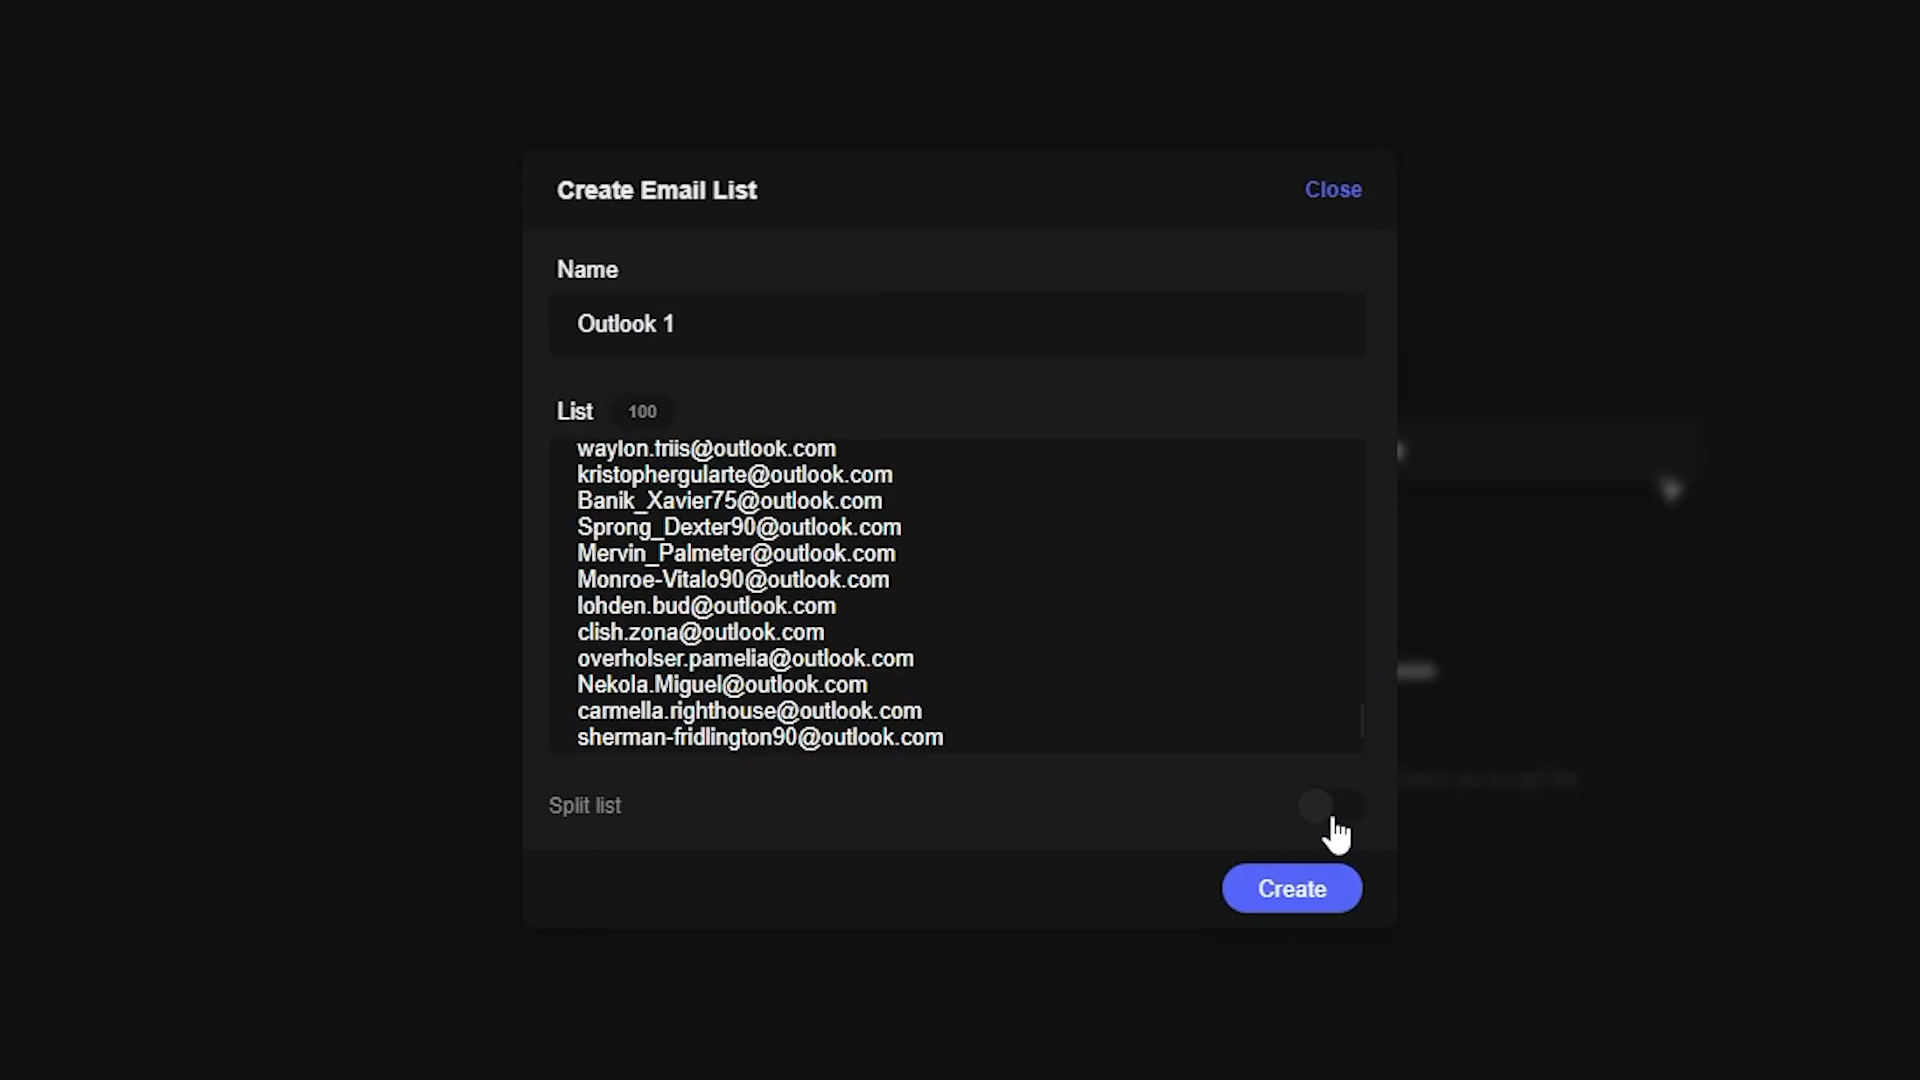 Create Email List
Close
Name
Outlook 1
List 100
waylon.friis@outlook.com
kristophergularte@outlook.com
Banik_Xavier75@outlook.com
Sprong_Dexter90@outlook.com
Mervin_Palmeter@outlook.com
Monroe-Vitalo90@outlook.com
lohden.bud@outlook.com
clish.zona@outlook.com
overholser.pamelia@outlook.com
Nekola.Miguel@outlook.com
carmella.righthouse@outlook.com
sherman-fridlington90@outlook.com
Split list
Create